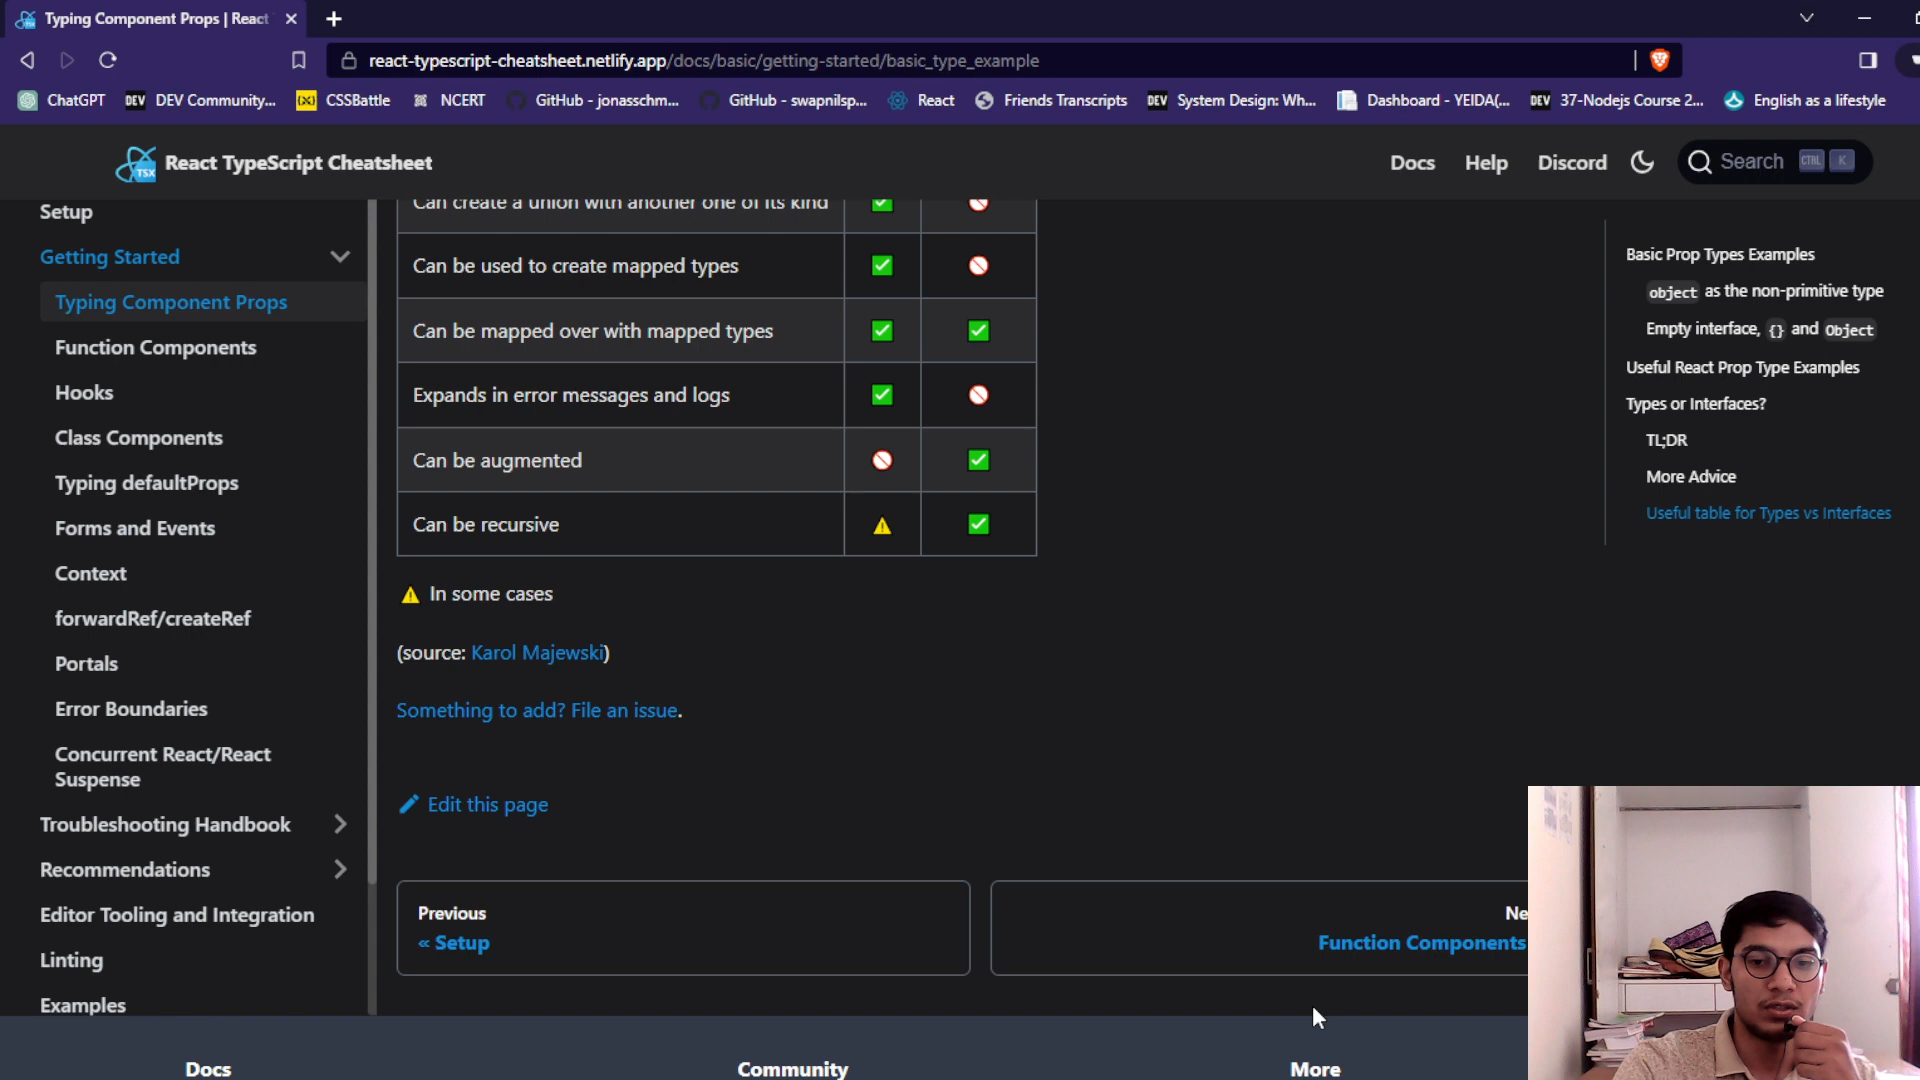 Typing Component Props | React
react-typescript-cheatsheet.netlify.app/docs/basic/getting-started/basic_type_example
ChatGPT
DEV Community...
CSSBattle
NCERT
GitHub - jonasschm...
GitHub - swapnilsp...
React
Friends Transcripts
System Design: Wh...
Dashboard - YEIDA(...
37-Nodejs Course 2...
English as a lifestyle
React TypeScript Cheatsheet
Docs
Help
Discord
Search CTRL K
Setup
Getting Started
Typing Component Props
Function Components
Hooks
Class Components
Typing defaultProps
Forms and Events
Context
forwardRef/createRef
Portals
Error Boundaries
Concurrent React/React
Suspense
Troubleshooting Handbook
Recommendations
Editor Tooling and Integration
Linting
Examples
Can create a union with another one of its kind
Can be used to create mapped types
Can be mapped over with mapped types
Expands in error messages and logs
Can be augmented
Can be recursive
In some cases
(source: Karol Majewski)
Something to add? File an issue.
Edit this page
Previous
« Setup
Ne
Function Components
Basic Prop Types Examples
object as the non-primitive type
Empty interface, {} and Object
Useful React Prop Type Examples
Types or Interfaces?
TL;DR
More Advice
Useful table for Types vs Interfaces
Docs
Community
More